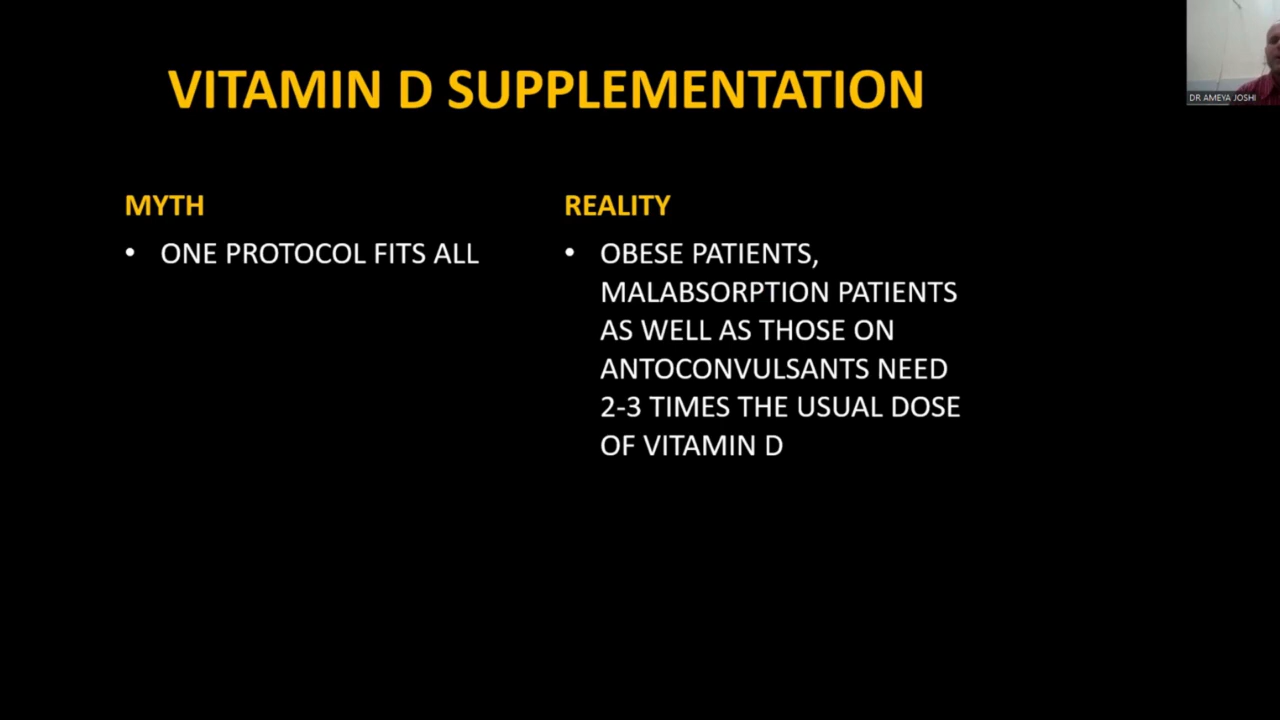 VITAMIN D SUPPLEMENTATION
MYTH
• ONE PROTOCOL FITS ALL
REALITY
• OBESE PATIENTS,
MALABSORPTION PATIENTS
AS WELL AS THOSE ON
ANTOCONVULSANTS NEED
2-3 TIMES THE USUAL DOSE
OF VITAMIN D
DR AMEYA JOSHI